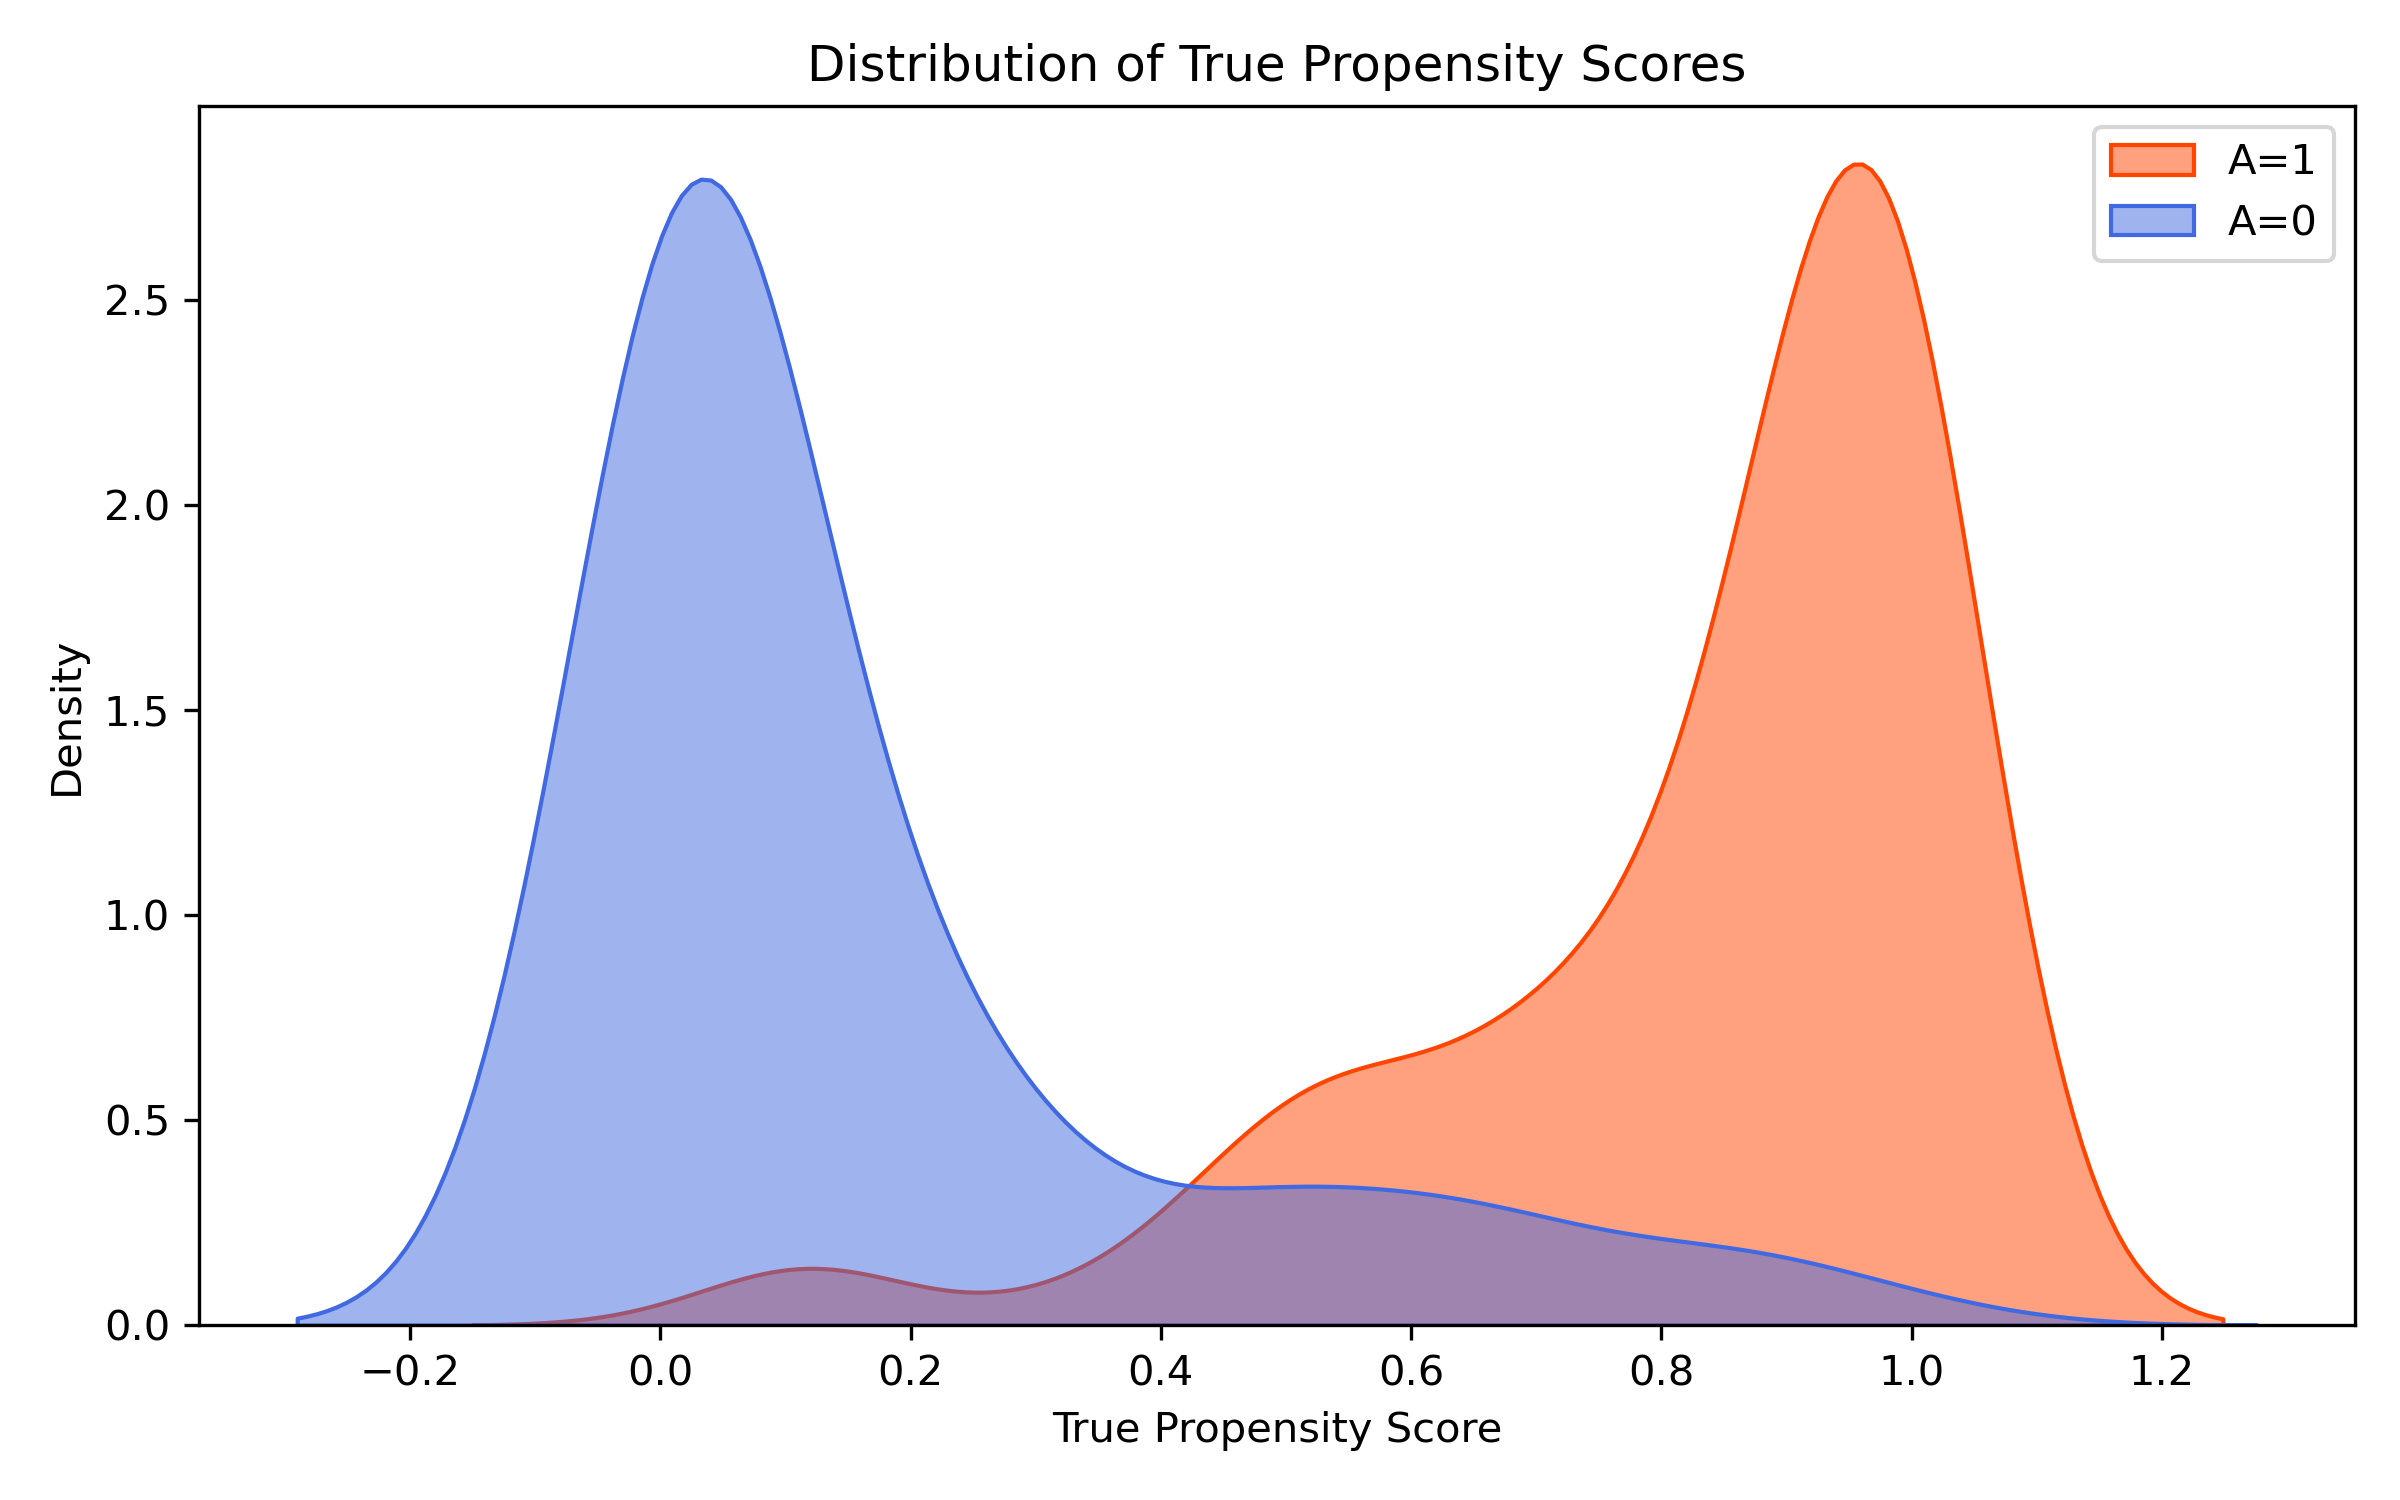 Distribution of True Propensity Scores
A=1
A=0
Density
2.5
2.0
1.5
1.0
0.5
0.0
−0.2 0.0 0.2 0.4 0.6 0.8 1.0 1.2
True Propensity Score